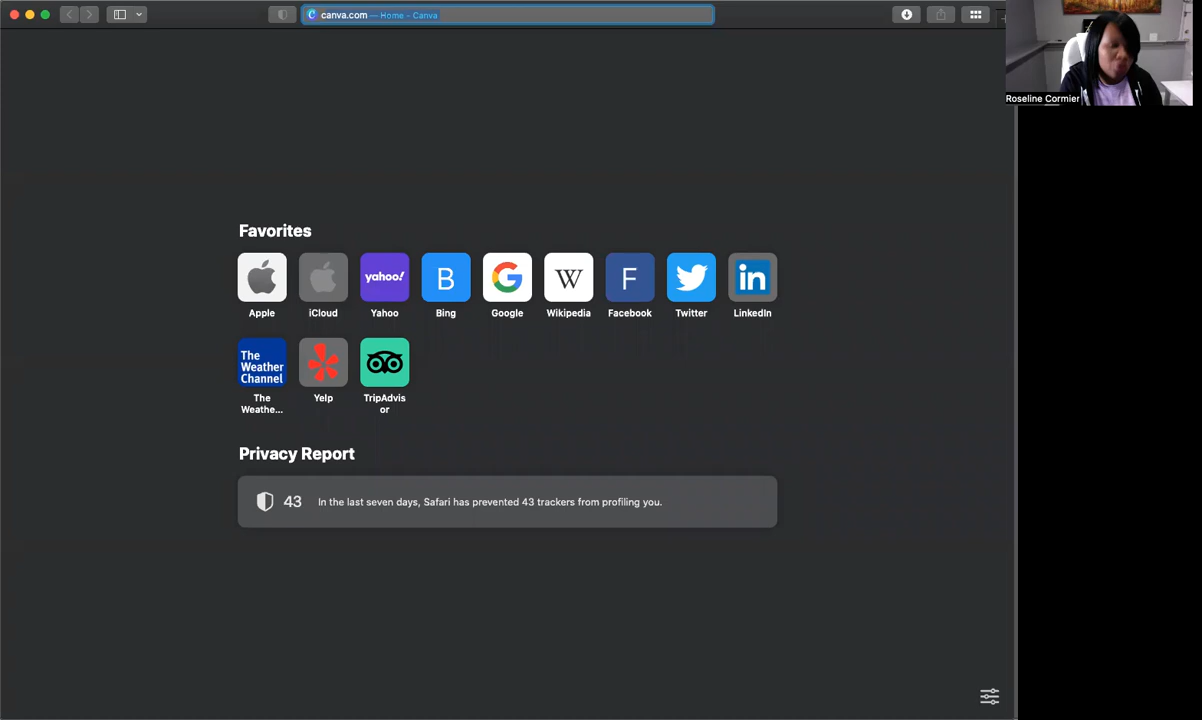 canva.com — Home - Canva
Roseline Cormier
Favorites
yahoo! B G W F in
Apple iCloud Yahoo Bing Google Wikipedia Facebook Twitter LinkedIn
The
Weather
Channel
The
Weathe...
Yelp
TripAdvis
or
Privacy Report
43 In the last seven days, Safari has prevented 43 trackers from profiling you.